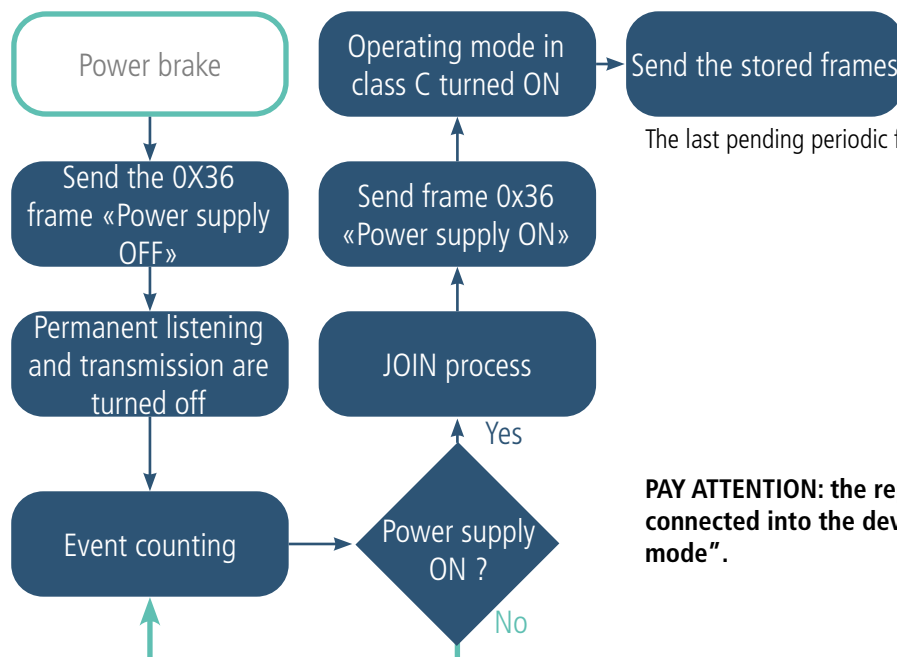 Power brake
Send the 0X36
frame «Power supply
OFF»
Permanent listening
and transmission are
turned off
Event counting
Power supply
ON ?
Yes
No
JOIN process
Send frame 0x36
«Power supply ON»
Operating mode in
class C turned ON
Send the stored frames
The last pending periodic
PAY ATTENTION: the
connected into the
mode”.